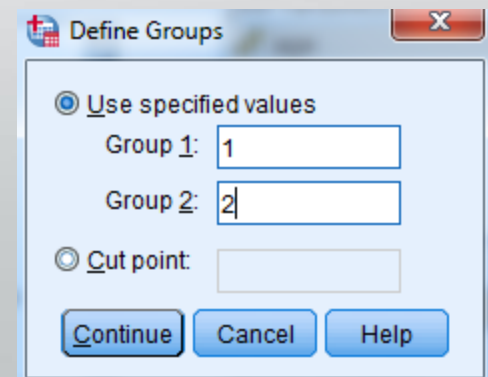 Define Groups
Use specified values
Group 1: 1
Group 2: 2
Cut point:
Continue Cancel Help